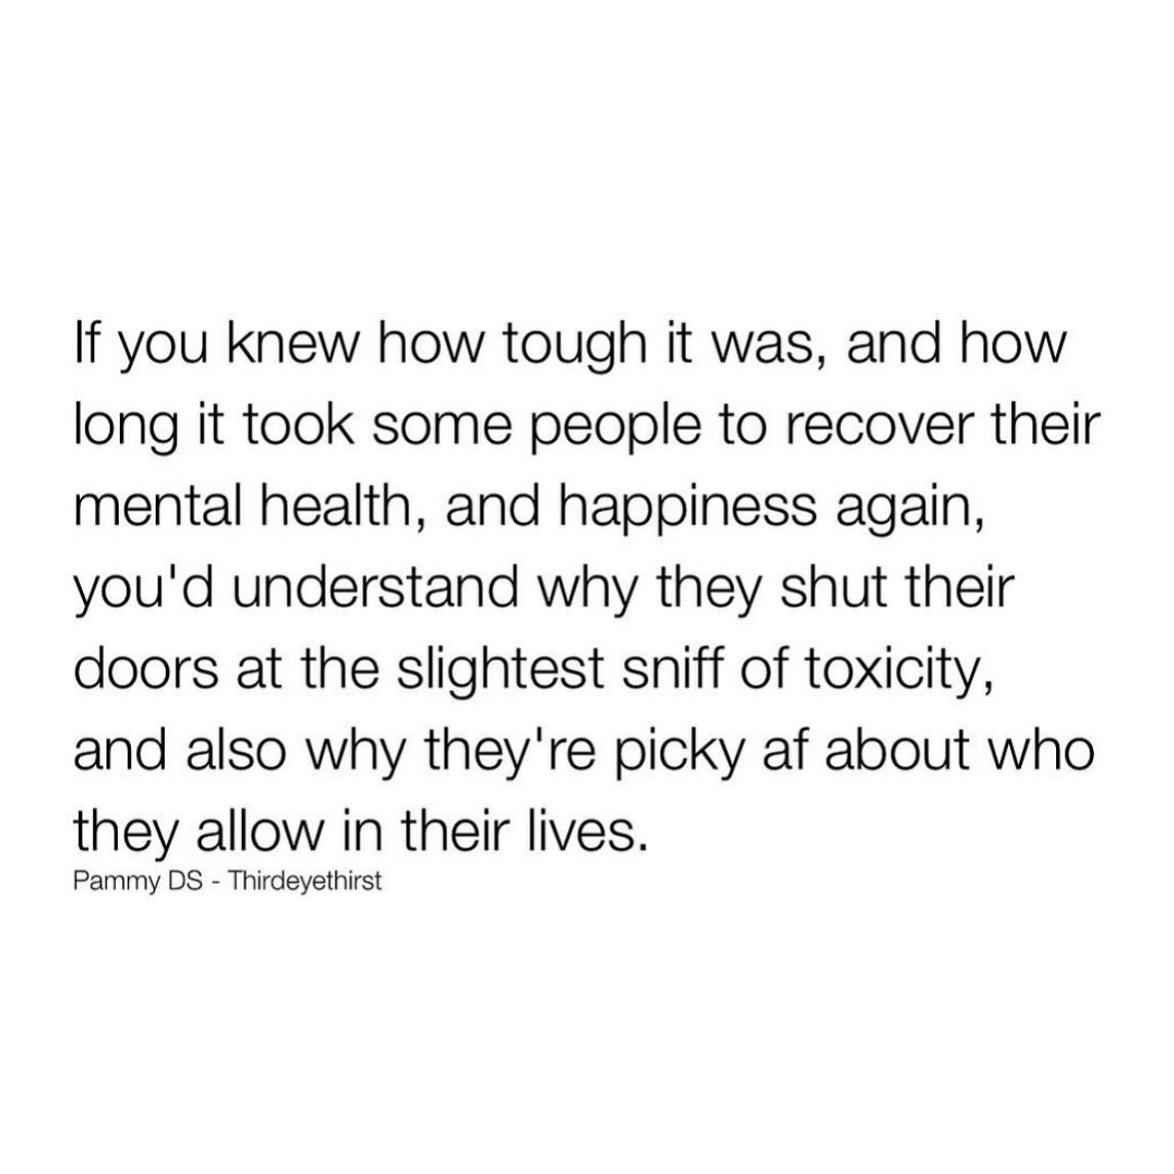 If you knew how tough it was, and how
long it took some people to recover their
mental health, and happiness again,
you'd understand why they shut their
doors at the slightest sniff of toxicity,
and also why they're picky af about who
they allow in their lives.
Pammy DS - Thirdeyethirst